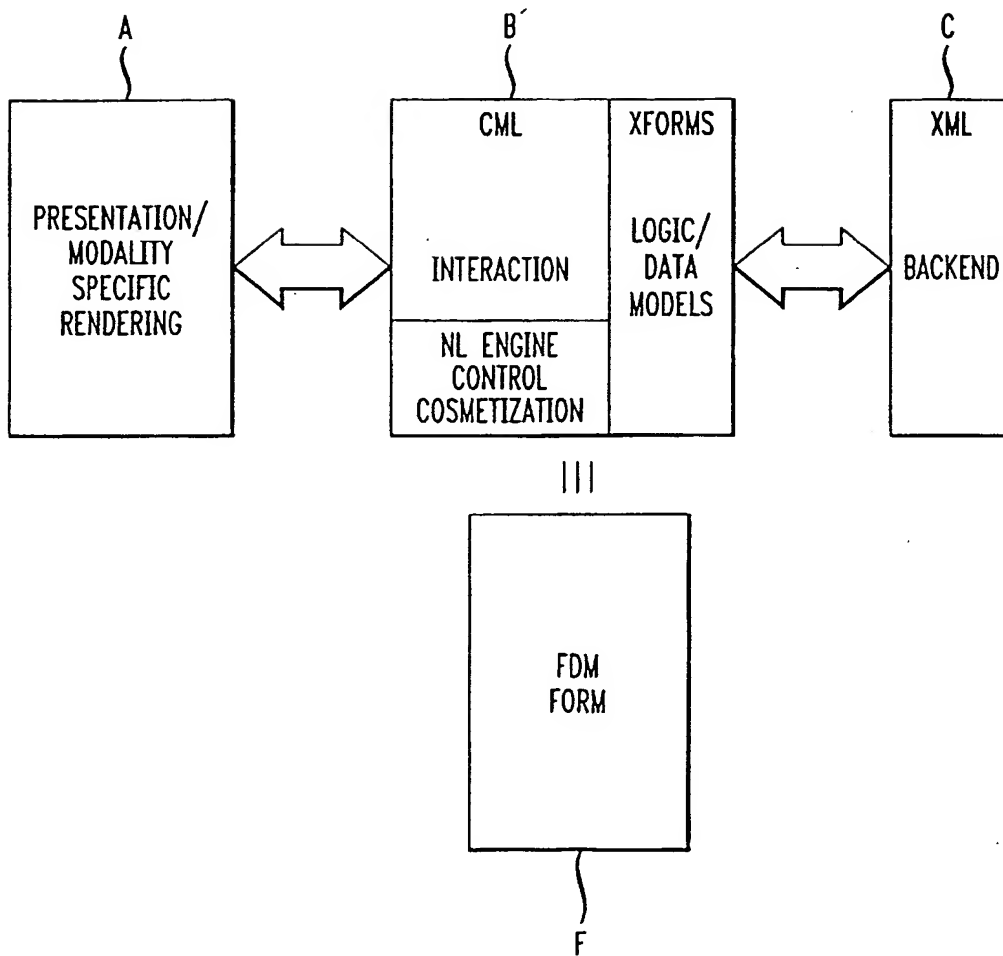 A
B´
C
PRESENTATION/
MODALITY
SPECIFIC
RENDERING
CML
INTERACTION
NL ENGINE
CONTROL
COSMETIZATION
XFORMS
LOGIC/
DATA
MODELS
XML
BACKEND
FDM
FORM
F